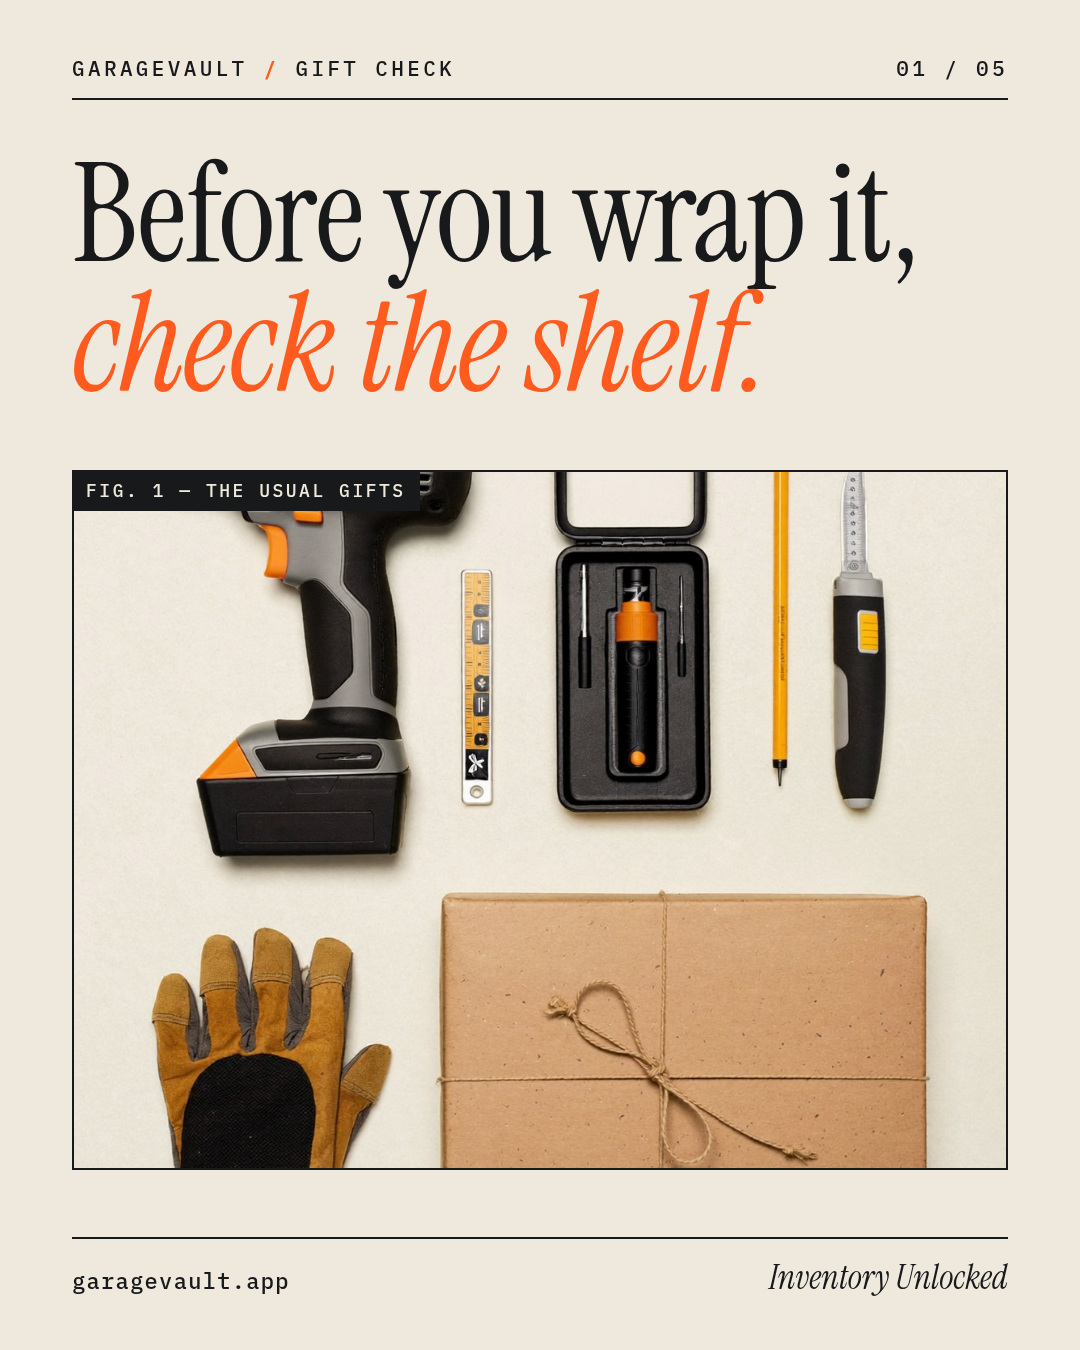 GARAGEVAULT / GIFT CHECK
01 / 05
Before you wrap it,
check the shelf.
FIG. 1 — THE USUAL GIFTS
garagevault.app
Inventory Unlocked